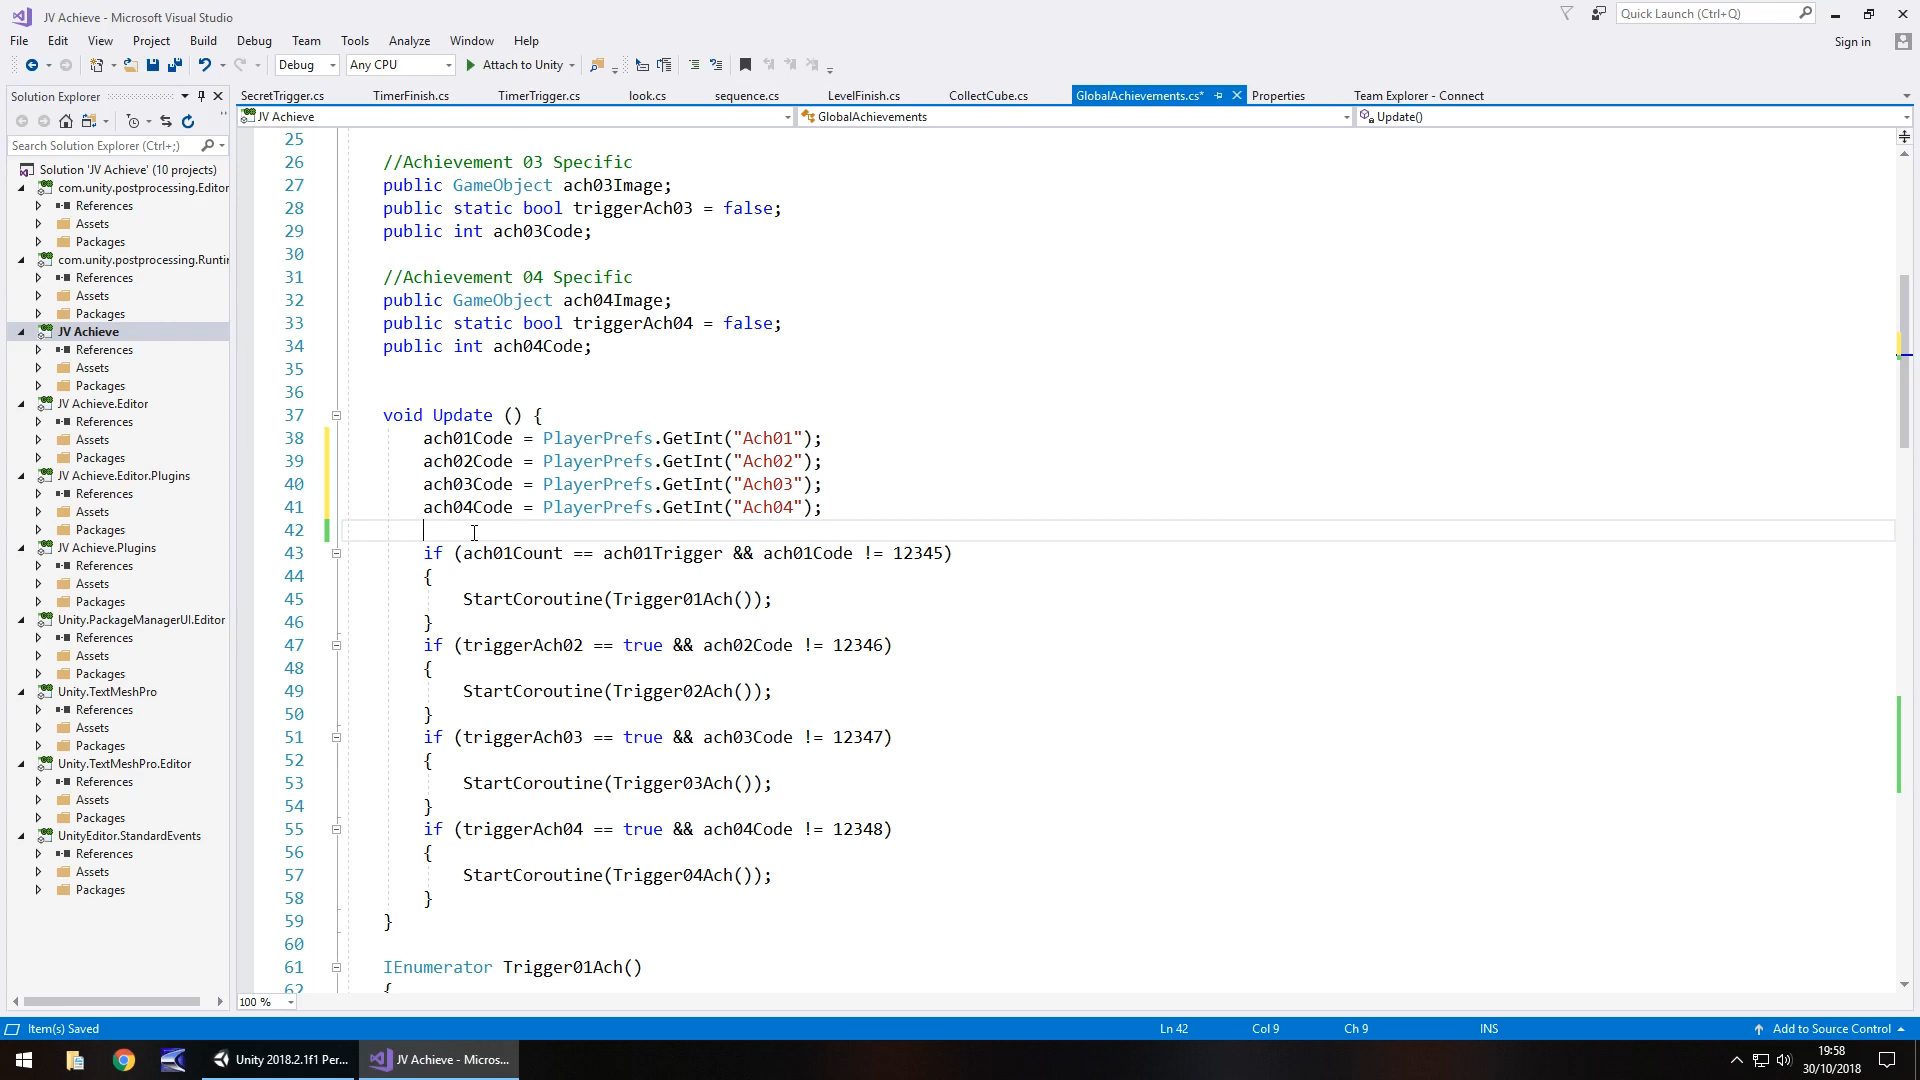 JV Achieve - Microsoft Visual Studio
Quick Launch (Ctrl+Q)
File Edit View Project Build Debug Team Tools Analyze Window Help
Sign in
Debug Any CPU Attach to Unity
Solution Explorer
SecretTrigger.cs TimerFinish.cs TimerTrigger.cs look.cs sequence.cs LevelFinish.cs CollectCube.cs GlobalAchievements.cs* Properties Team Explorer - Connect
JV Achieve GlobalAchievements Update()
Search Solution Explorer (Ctrl+;)
Solution 'JV Achieve' (10 projects)
com.unity.postprocessing.Editor
References
Assets
Packages
com.unity.postprocessing.Runti
References
Assets
Packages
JV Achieve
References
Assets
Packages
JV Achieve.Editor
References
Assets
Packages
JV Achieve.Editor.Plugins
References
Assets
Packages
JV Achieve.Plugins
References
Assets
Packages
Unity.PackageManagerUI.Editor
References
Assets
Packages
Unity.TextMeshPro
References
Assets
Packages
Unity.TextMeshPro.Editor
References
Assets
Packages
UnityEditor.StandardEvents
References
Assets
Packages
25
26 //Achievement 03 Specific
27 public GameObject ach03Image;
28 public static bool triggerAch03 = false;
29 public int ach03Code;
30
31 //Achievement 04 Specific
32 public GameObject ach04Image;
33 public static bool triggerAch04 = false;
34 public int ach04Code;
35
36
37 void Update () {
38 ach01Code = PlayerPrefs.GetInt("Ach01");
39 ach02Code = PlayerPrefs.GetInt("Ach02");
40 ach03Code = PlayerPrefs.GetInt("Ach03");
41 ach04Code = PlayerPrefs.GetInt("Ach04");
42
43 if (ach01Count == ach01Trigger && ach01Code != 12345)
44 {
45 StartCoroutine(Trigger01Ach());
46 }
47 if (triggerAch02 == true && ach02Code != 12346)
48 {
49 StartCoroutine(Trigger02Ach());
50 }
51 if (triggerAch03 == true && ach03Code != 12347)
52 {
53 StartCoroutine(Trigger03Ach());
54 }
55 if (triggerAch04 == true && ach04Code != 12348)
56 {
57 StartCoroutine(Trigger04Ach());
58 }
59 }
60
61 IEnumerator Trigger01Ach()
62 {
100 %
Item(s) Saved Ln 42 Col 9 Ch 9 INS Add to Source Control
Unity 2018.2.1f1 Per... JV Achieve - Micros...
19:58
30/10/2018